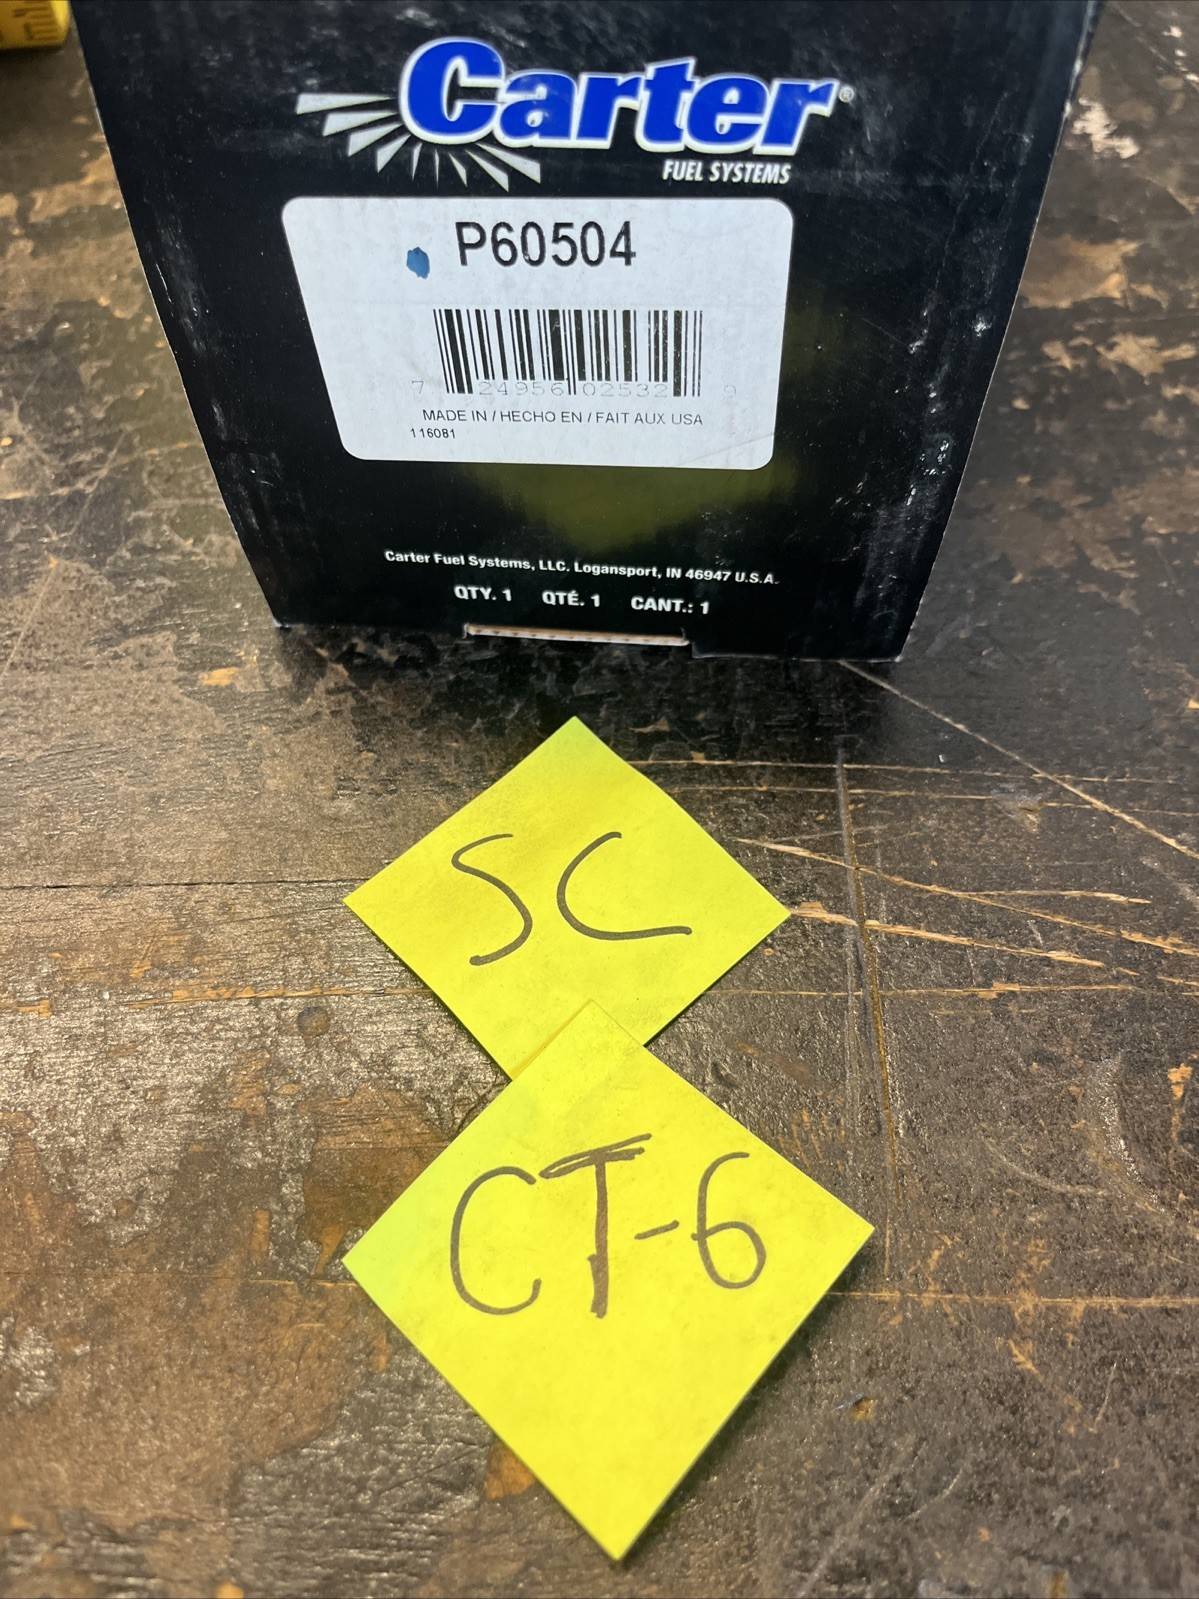 Carter®
FUEL SYSTEMS
P60504
7 24956 02532 9
MADE IN / HECHO EN / FAIT AUX USA
116081
Carter Fuel Systems, LLC. Logansport, IN 46947 U.S.A.
QTY. 1 QTÉ. 1 CANT.: 1
SC
CT-6